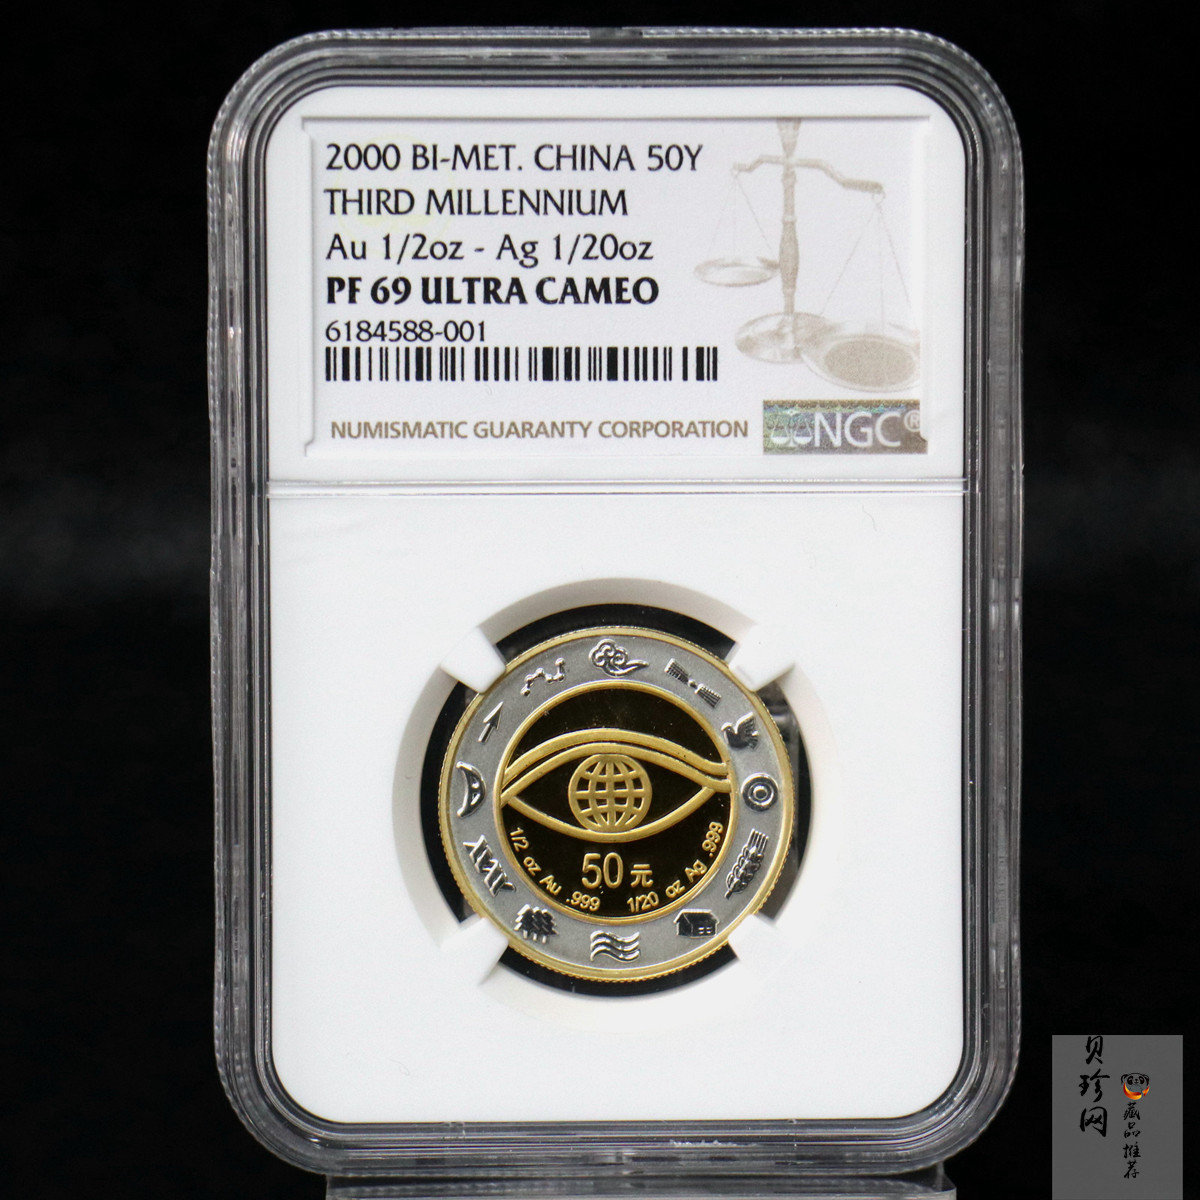 2000 BI-MET. CHINA 50Y
THIRD MILLENNIUM
Au 1/2oz - Ag 1/20oz
PF 69 ULTRA CAMEO
6184588-001
NUMISMATIC GUARANTY CORPORATION
NGC®
50元
1/2 oz Au .999
1/20 oz Ag .999
贝珍网
藏品推荐